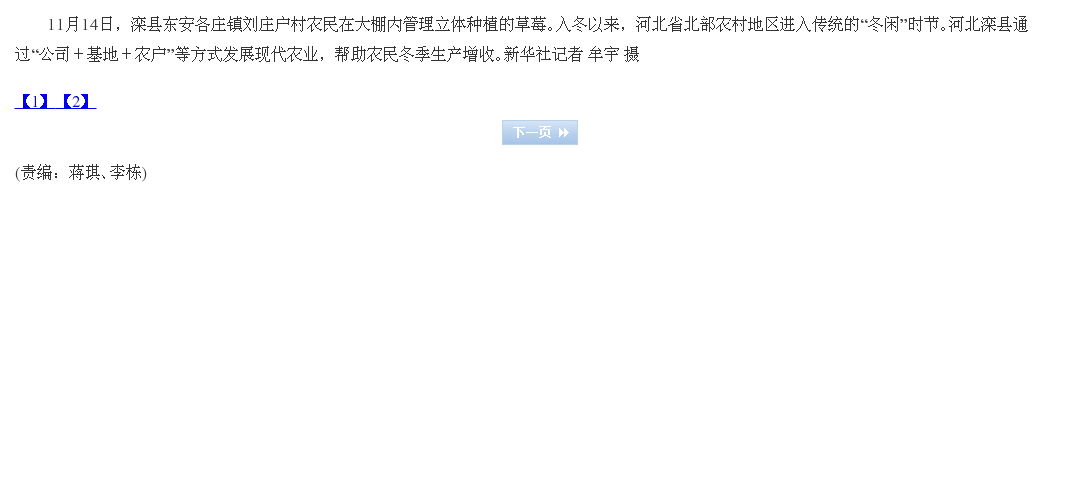 11月14日，滦县东安各庄镇刘庄户村农民在大棚内管理立体种植的草莓。入冬以来，河北省北部农村地区进入传统的“冬闲”时节。河北滦县通
过“公司＋基地＋农户”等方式发展现代农业，帮助农民冬季生产增收。新华社记者 牟宇 摄
【1】 【2】
下一页
(责编：蒋琪、李栋)